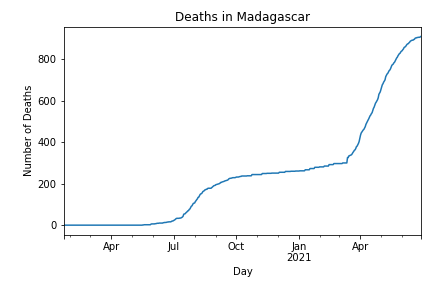 Deaths in Madagascar
Number of Deaths
800
600
400
200
0
Apr
Jul
Oct
Jan
2021
Apr
Day